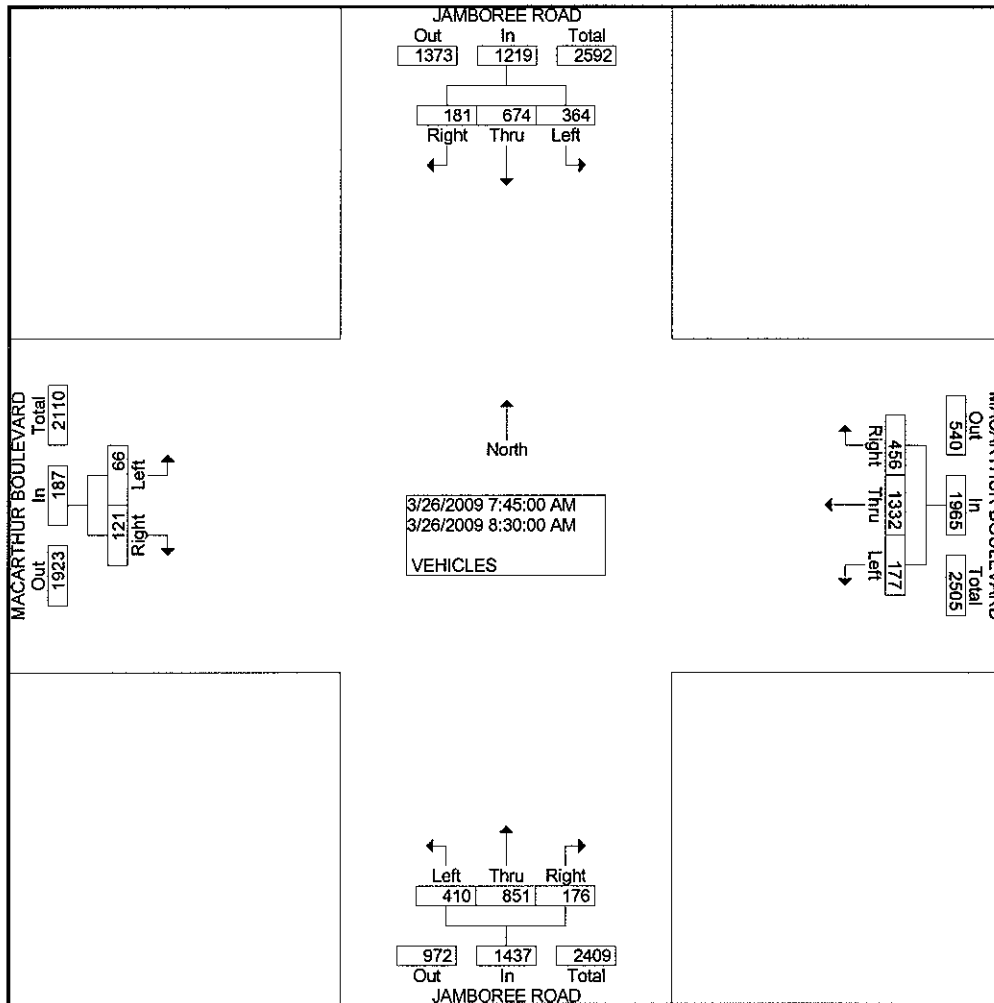 JAMBOREE ROAD
Out In Total
1373 1219 2592
181 674 364
Right Thru Left
MACARTHUR BOULEVARD
Total In Out
2110 187 1923
66 121
Left Right
North
3/26/2009 7:45:00 AM
3/26/2009 8:30:00 AM
VEHICLES
Right Thru Left
456 1332 177
Out In Total
540 1965 2505
Left Thru Right
410 851 176
972 1437 2409
Out In Total
JAMBOREE ROAD